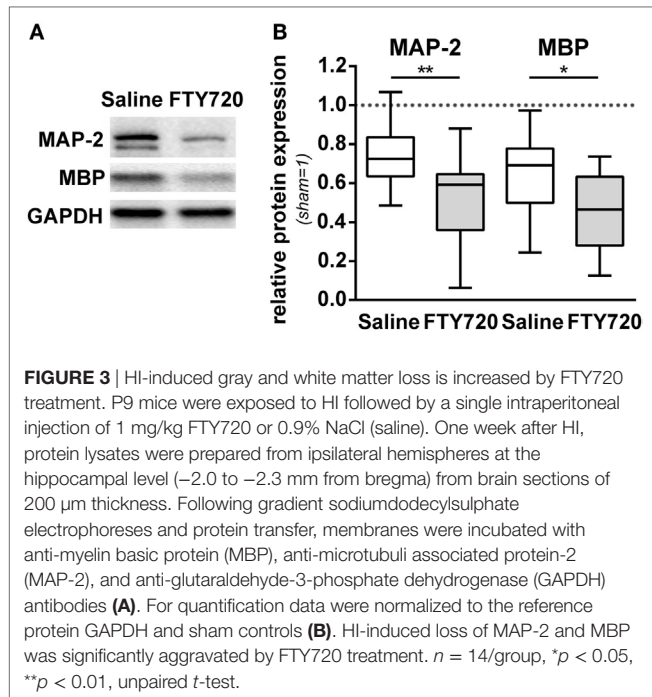 A
Saline FTY720
MAP-2
MBP
GAPDH
B
MAP-2 MBP
** *
relative protein expression
(sham=1)
1.2
1.0
0.8
0.6
0.4
0.2
0.0
Saline FTY720 Saline FTY720
FIGURE 3 | HI-induced gray and white matter loss is increased by FTY720
treatment. P9 mice were exposed to HI followed by a single intraperitoneal
injection of 1 mg/kg FTY720 or 0.9% NaCl (saline). One week after HI,
protein lysates were prepared from ipsilateral hemispheres at the
hippocampal level (−2.0 to −2.3 mm from bregma) from brain sections of
200 µm thickness. Following gradient sodiumdodecylsulphate
electrophoreses and protein transfer, membranes were incubated with
anti-myelin basic protein (MBP), anti-microtubuli associated protein-2
(MAP-2), and anti-glutaraldehyde-3-phosphate dehydrogenase (GAPDH)
antibodies (A). For quantification data were normalized to the reference
protein GAPDH and sham controls (B). HI-induced loss of MAP-2 and MBP
was significantly aggravated by FTY720 treatment. n = 14/group, *p < 0.05,
**p < 0.01, unpaired t-test.